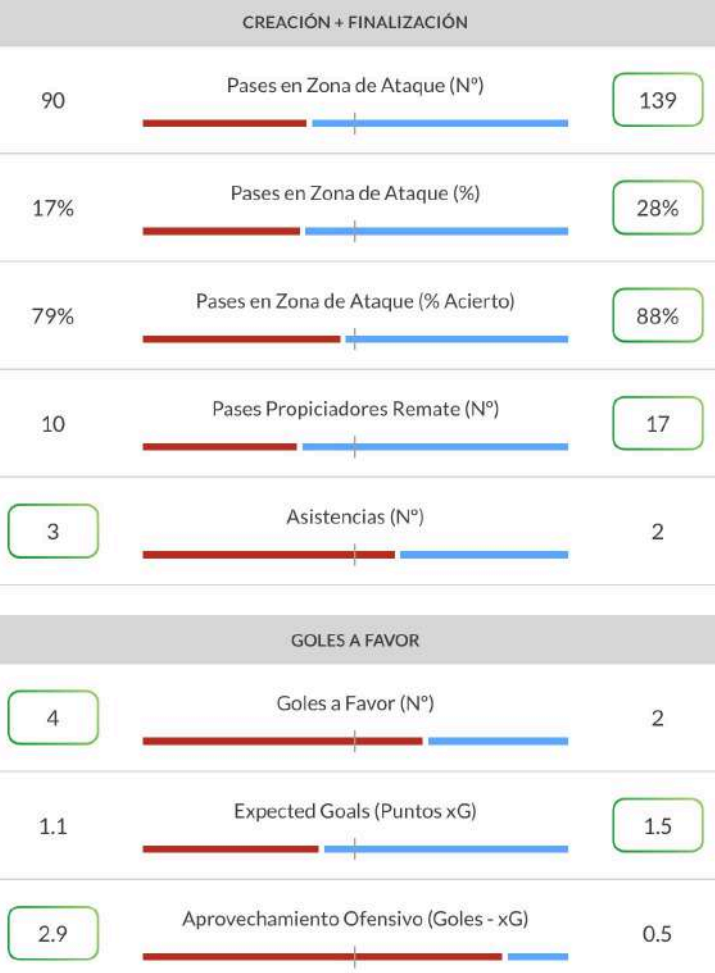 CREACIÓN + FINALIZACIÓN
90 Pases en Zona de Ataque (Nº) 139
17% Pases en Zona de Ataque (%) 28%
79% Pases en Zona de Ataque (% Acierto) 88%
10 Pases Propiciadores Remate (Nº) 17
3 Asistencias (Nº) 2
GOLES A FAVOR
4 Goles a Favor (Nº) 2
1.1 Expected Goals (Puntos xG) 1.5
2.9 Aprovechamiento Ofensivo (Goles - xG) 0.5